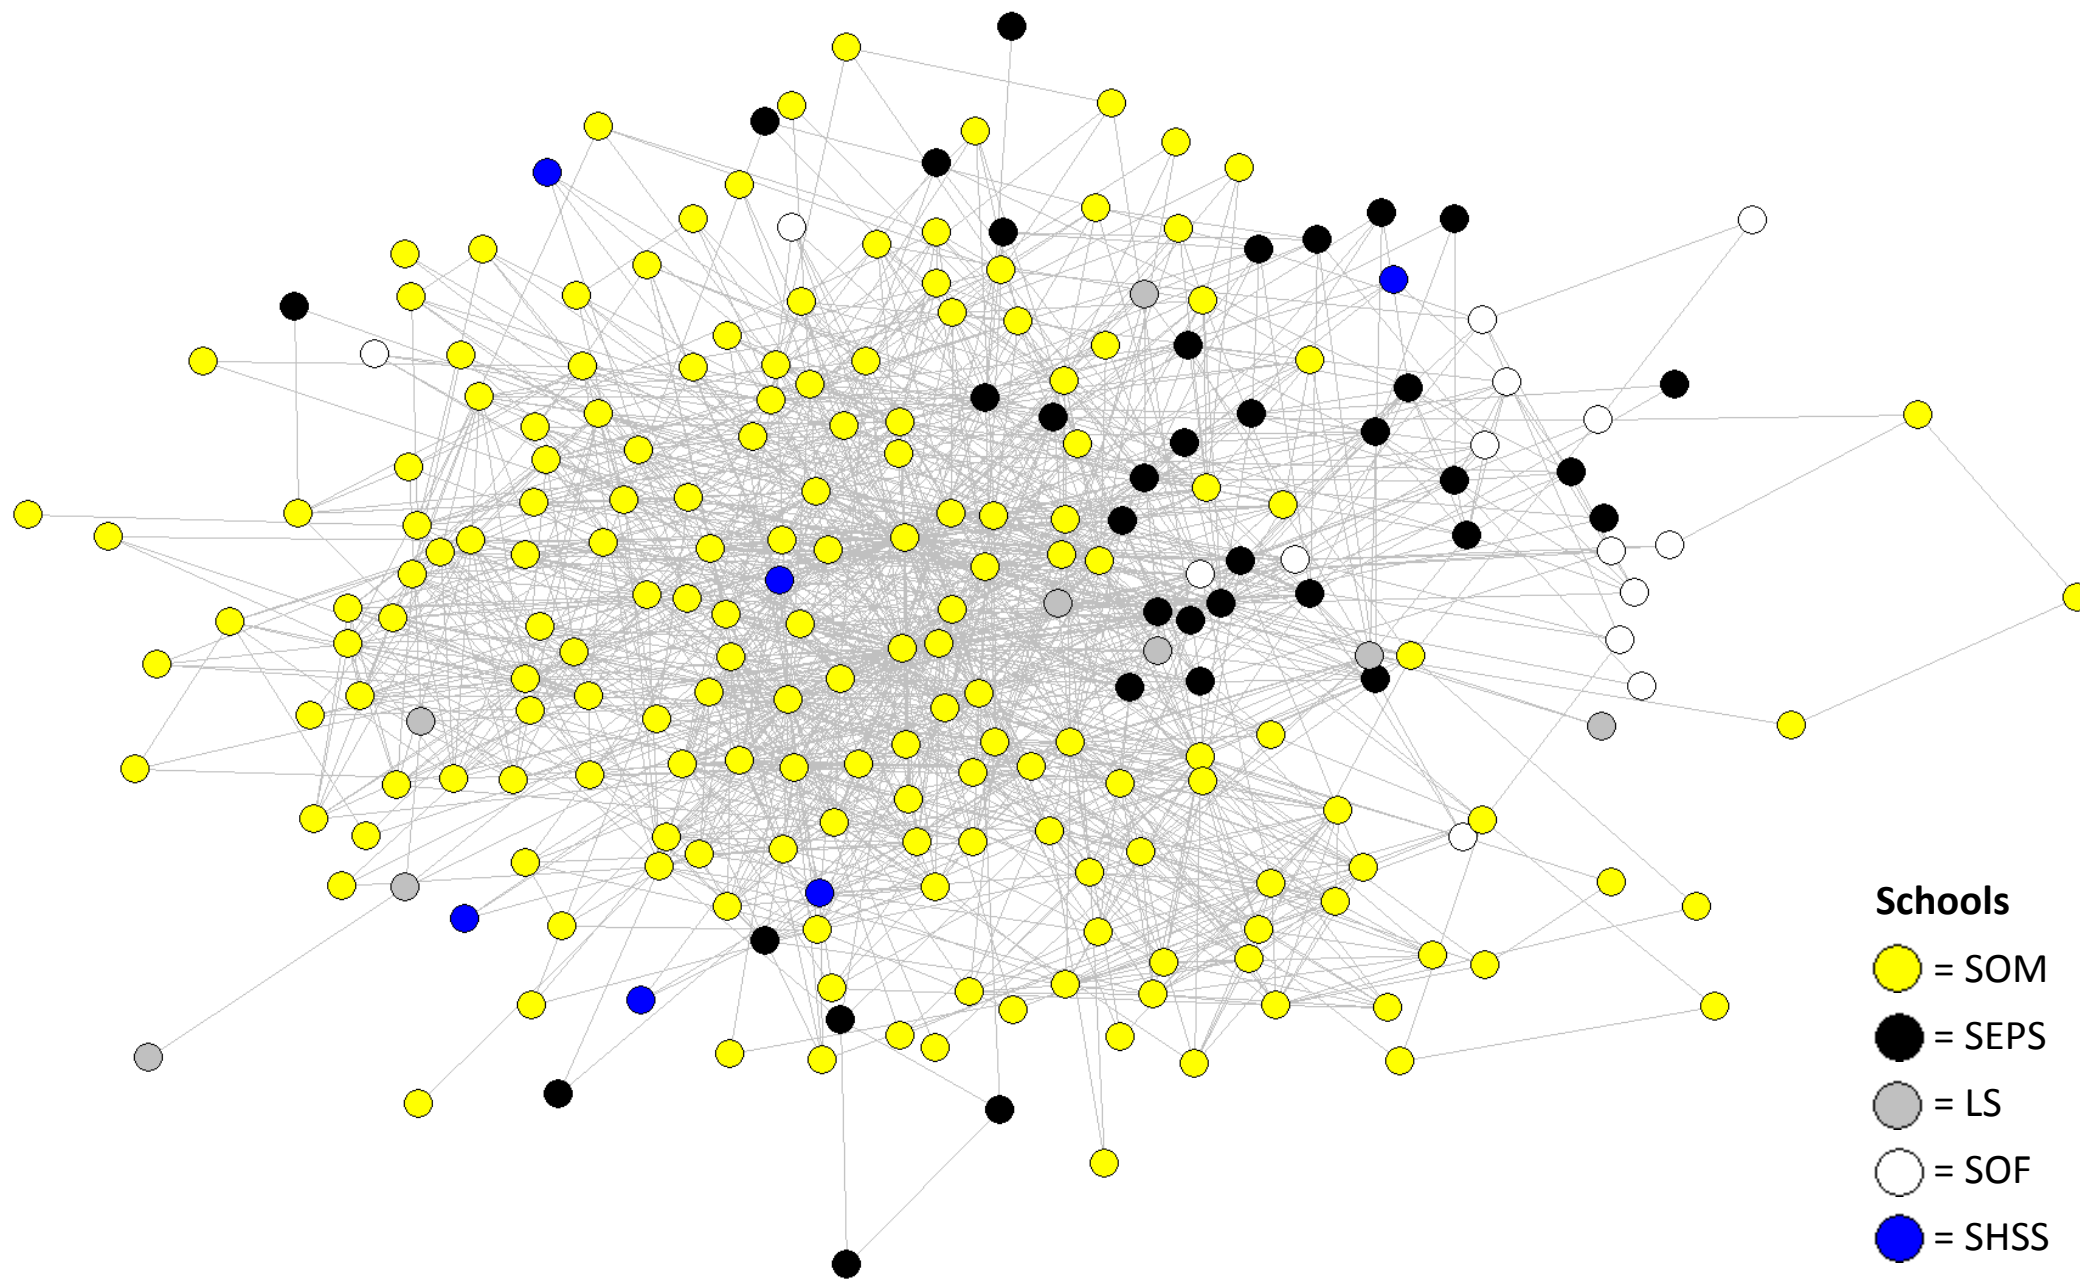 Schools
= SOM
= SEPS
= LS
= SOF
= SHSS